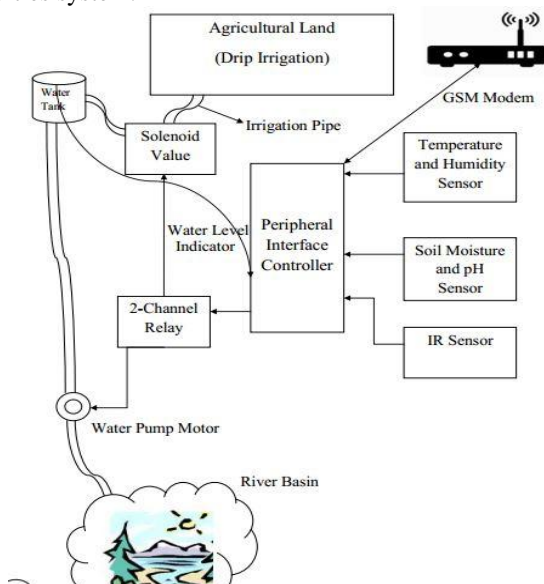 Agricultural Land
(Drip Irrigation)
GSM Modem
Water
Tank
Irrigation Pipe
Solenoid
Value
Temperature
and Humidity
Sensor
Water Level
Indicator
Peripheral
Interface
Controller
Soil Moisture
and pH
Sensor
2-Channel
Relay
IR Sensor
Water Pump Motor
River Basin